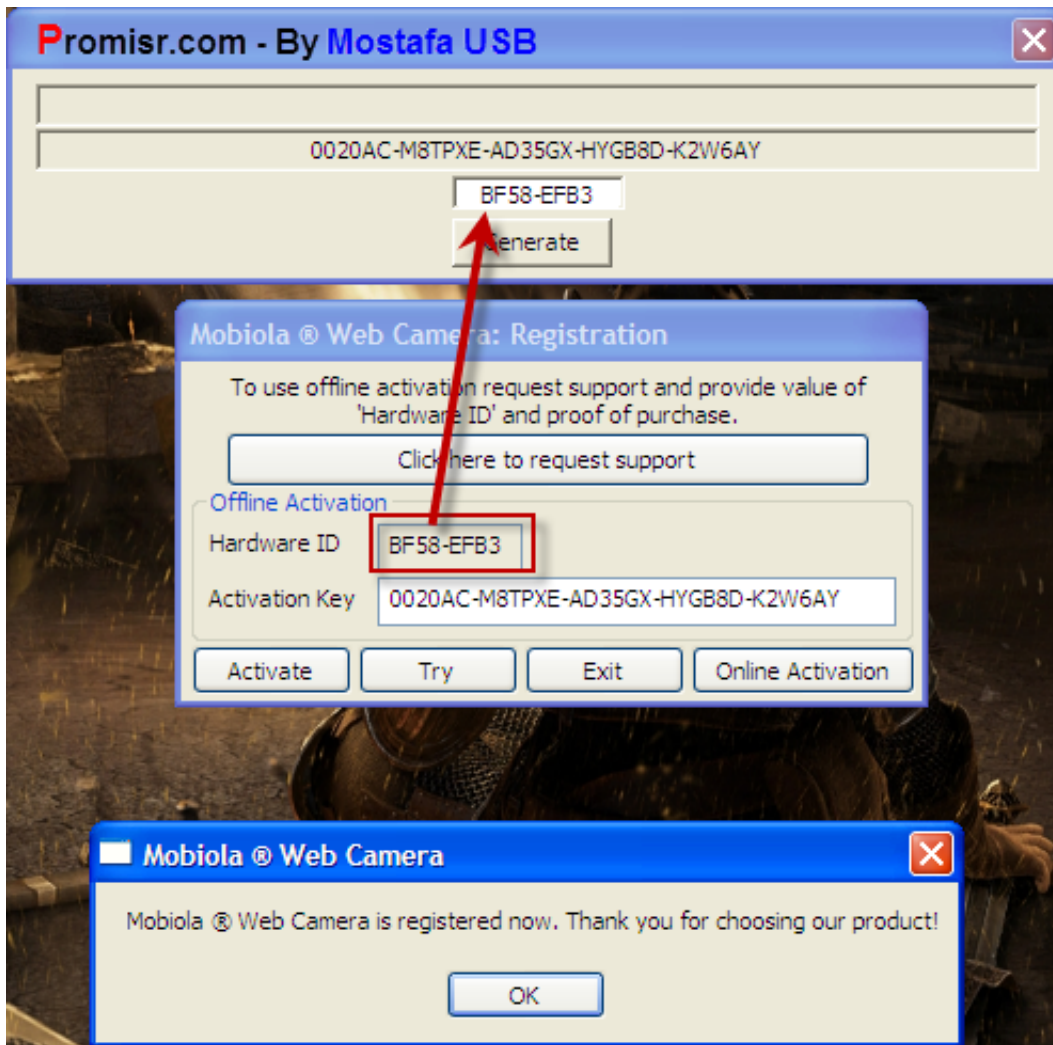 Promisr.com - By Mostafa USB
0020AC-M8TPXE-AD35GX-HYGB8D-K2W6AY
BF58-EFB3
Generate
Mobiola ® Web Camera: Registration
To use offline activation request support and provide value of
'Hardware ID' and proof of purchase.
Click here to request support
Offline Activation
Hardware ID BF58-EFB3
Activation Key 0020AC-M8TPXE-AD35GX-HYGB8D-K2W6AY
Activate Try Exit Online Activation
Mobiola ® Web Camera
Mobiola ® Web Camera is registered now. Thank you for choosing our product!
OK